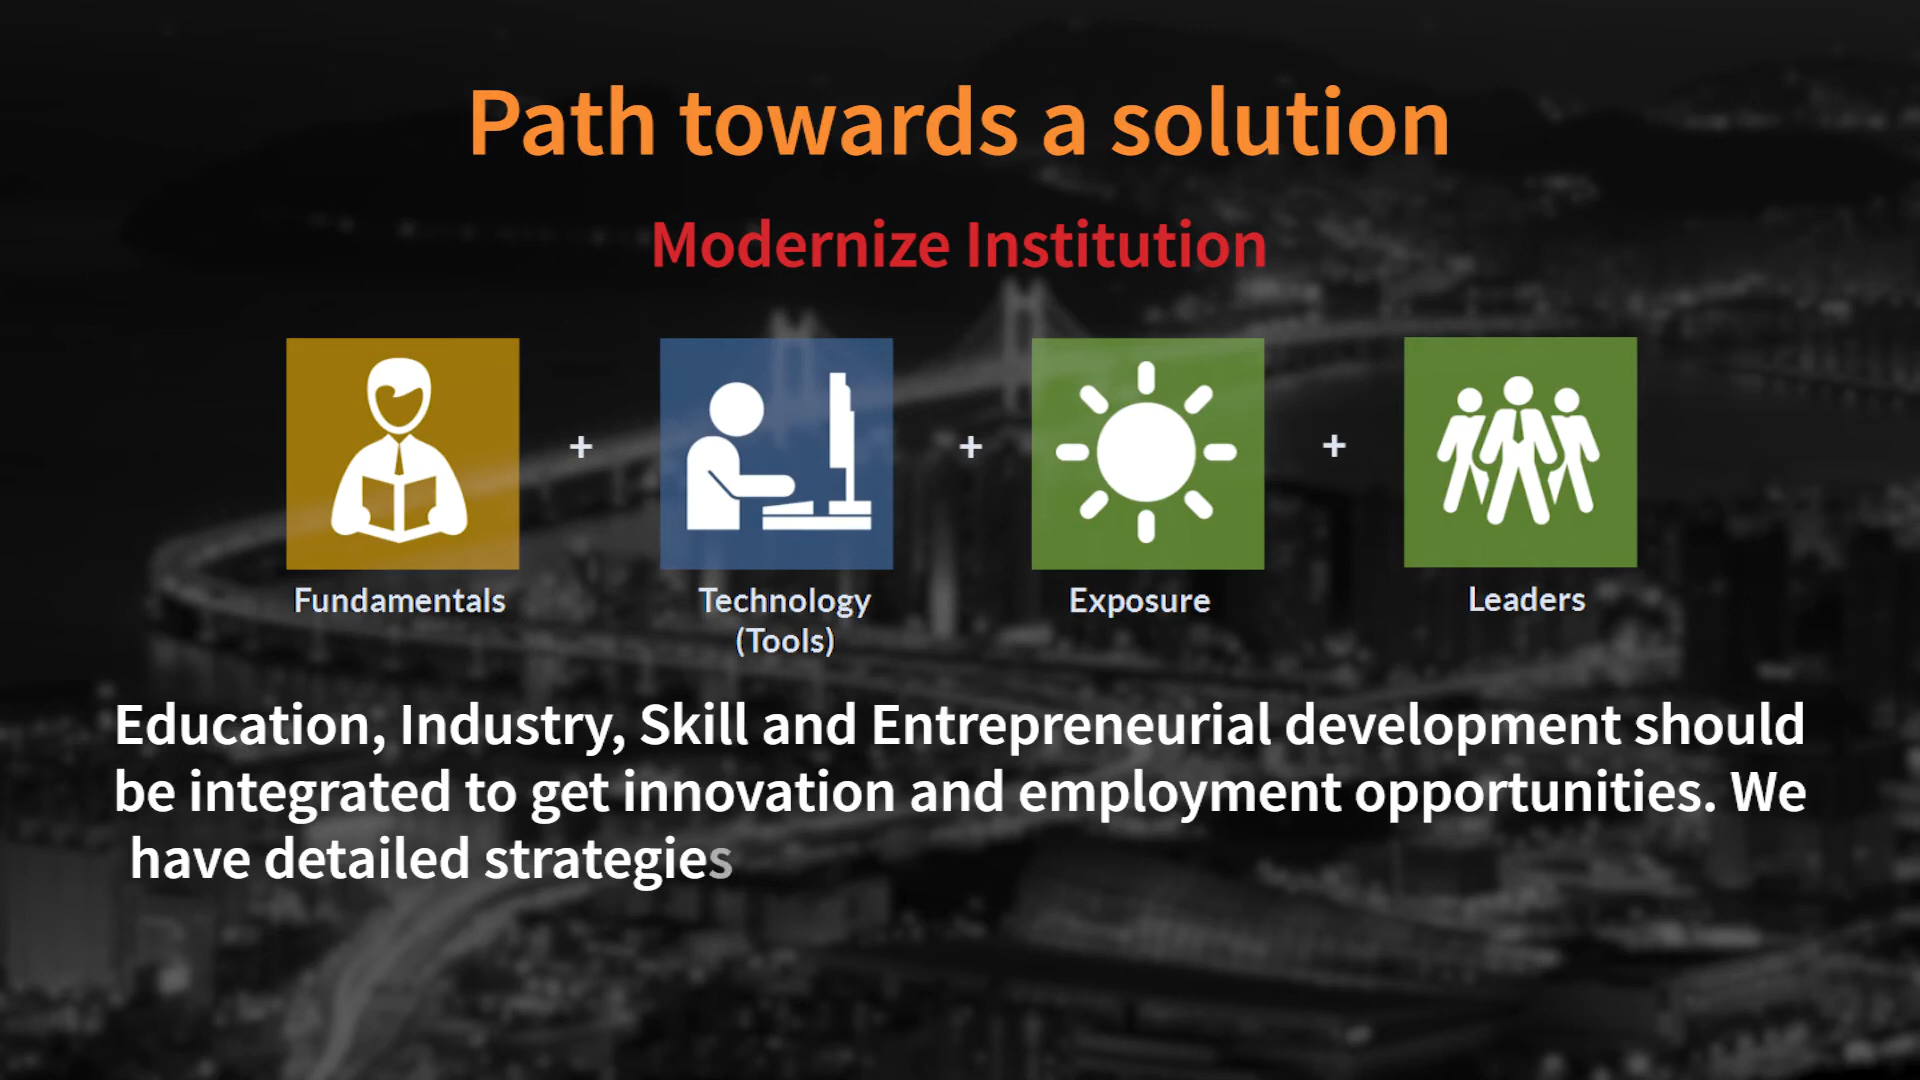 Path towards a solution
Modernize Institution
+ + +
Fundamentals Technology Exposure Leaders
(Tools)
Education, Industry, Skill and Entrepreneurial development should
be integrated to get innovation and employment opportunities. We
have detailed strategies